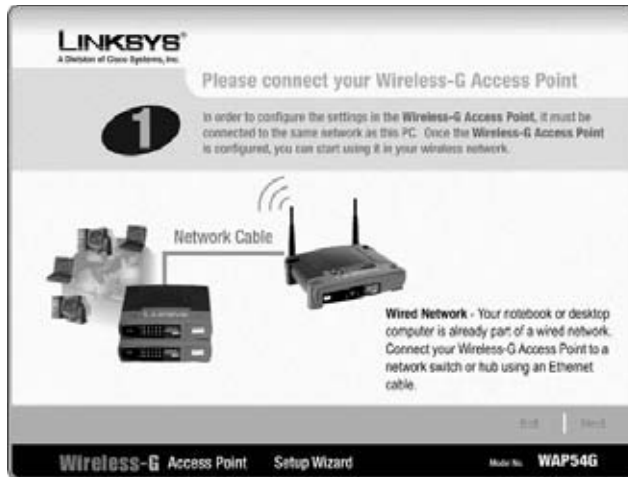 LINKSYS®
A Division of Cisco Systems, Inc.
Please connect your Wireless-G Access Point
1
In order to configure the settings in the Wireless-G Access Point, it must be
connected to the same network as this PC. Once the Wireless-G Access Point
is configured, you can start using it in your wireless network.
Network Cable
Linksys
Wired Network - Your notebook or desktop
computer is already part of a wired network.
Connect your Wireless-G Access Point to a
network switch or hub using an Ethernet
cable.
Exit
Next
Wireless-G Access Point Setup Wizard
Model No. WAP54G